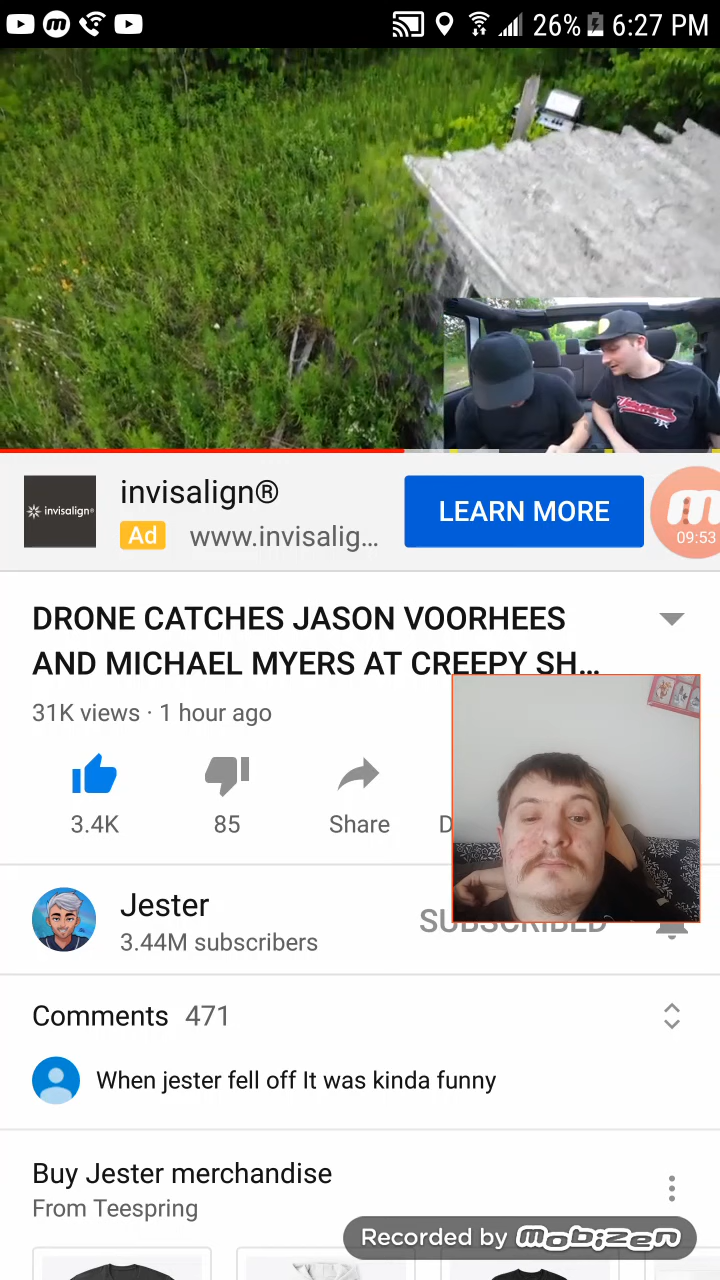 26% 6:27 PM
invisalign®
invisalign®
LEARN MORE
Ad www.invisalig...
09:53
DRONE CATCHES JASON VOORHEES
AND MICHAEL MYERS AT CREEPY SH...
31K views · 1 hour ago
3.4K
85
Share
D
Jester
3.44M subscribers
SUBSCRIBED
Comments 471
When jester fell off It was kinda funny
Buy Jester merchandise
From Teespring
Recorded by mobizen